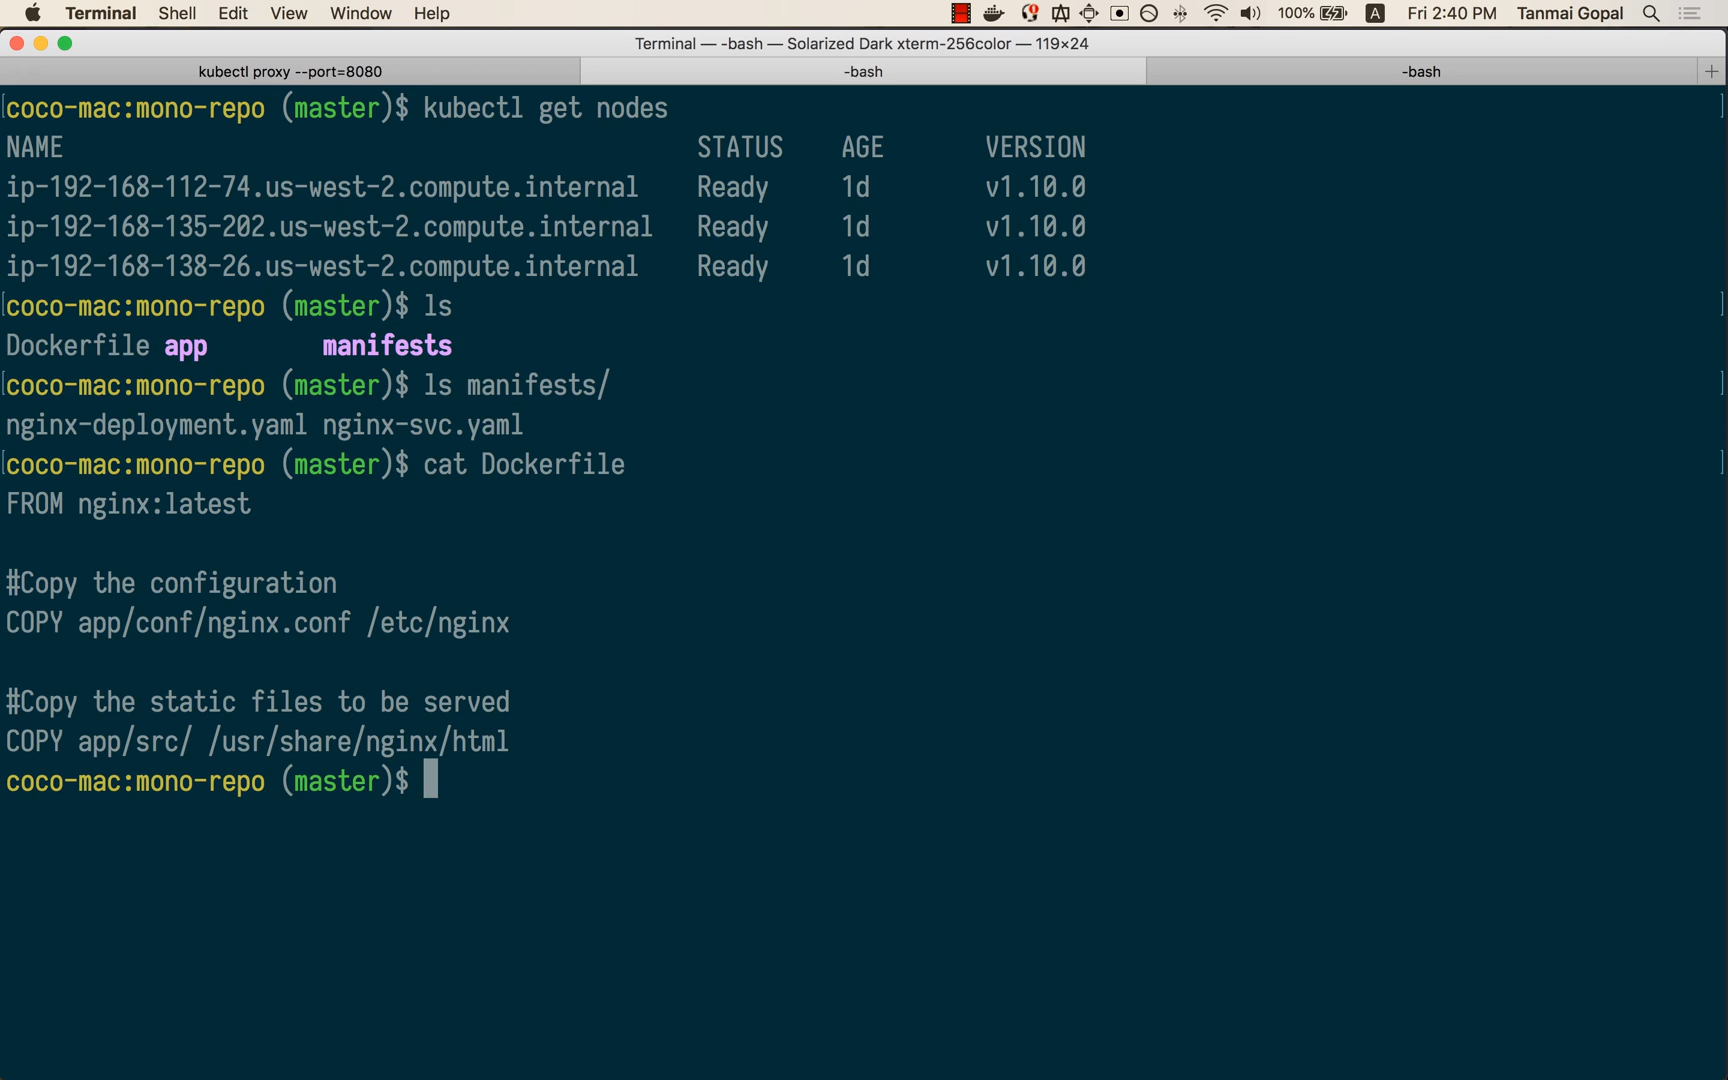 Terminal Shell Edit View Window Help 100% A Fri 2:40 PM Tanmai Gopal
Terminal — -bash — Solarized Dark xterm-256color — 119×24
kubectl proxy --port=8080 -bash -bash
coco-mac:mono-repo (master)$ kubectl get nodes
NAME STATUS AGE VERSION
ip-192-168-112-74.us-west-2.compute.internal Ready 1d v1.10.0
ip-192-168-135-202.us-west-2.compute.internal Ready 1d v1.10.0
ip-192-168-138-26.us-west-2.compute.internal Ready 1d v1.10.0
coco-mac:mono-repo (master)$ ls
Dockerfile app manifests
coco-mac:mono-repo (master)$ ls manifests/
nginx-deployment.yaml nginx-svc.yaml
coco-mac:mono-repo (master)$ cat Dockerfile
FROM nginx:latest
#Copy the configuration
COPY app/conf/nginx.conf /etc/nginx
#Copy the static files to be served
COPY app/src/ /usr/share/nginx/html
coco-mac:mono-repo (master)$